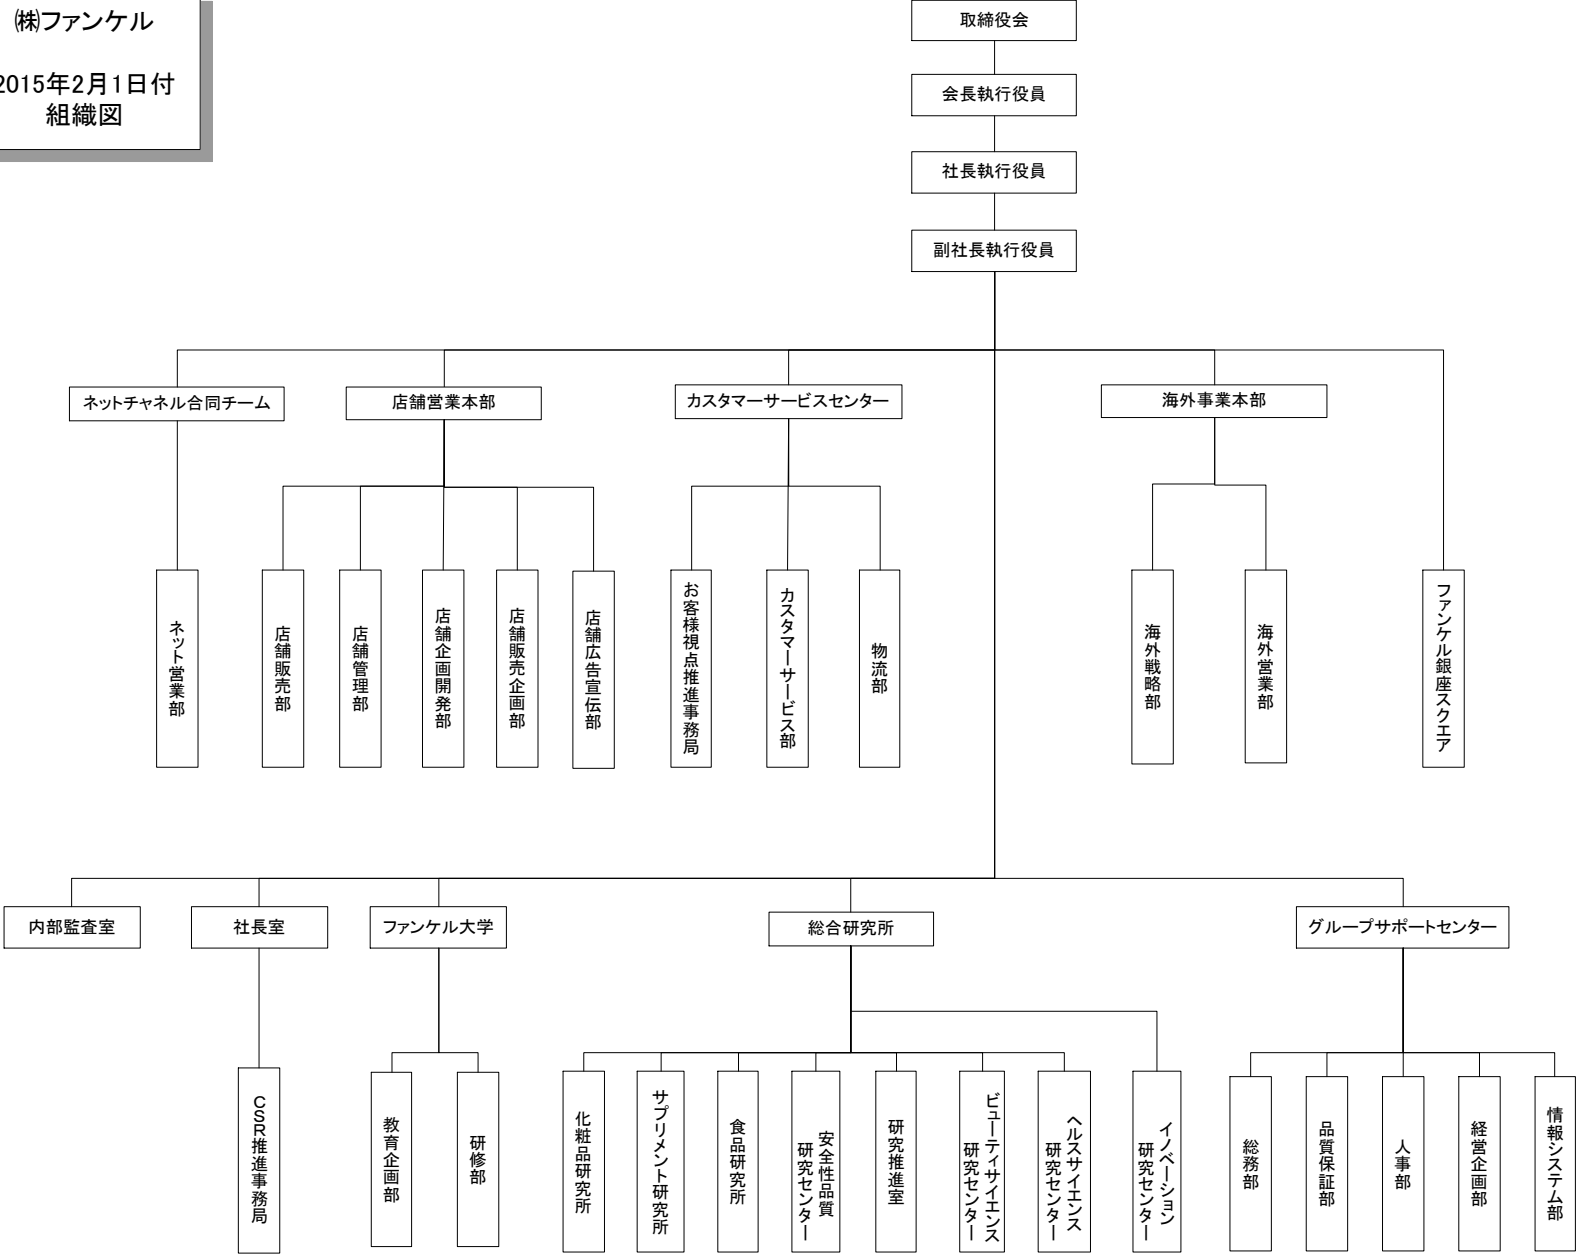 ㈱ファンケル
2015年2月1日付
組織図
取締役会
会長執行役員
社長執行役員
副社長執行役員
ネットチャネル合同チーム
店舗営業本部
カスタマーサービスセンター
海外事業本部
ネット営業部
店舗販売部
店舗管理部
店舗企画開発部
店舗販売企画部
店舗広告宣伝部
お客様視点推進事務局
カスタマーサービス部
物流部
海外戦略部
海外営業部
ファンケル銀座スクエア
内部監査室
社長室
ファンケル大学
総合研究所
グループサポートセンター
CSR推進事務局
教育企画部
研修部
化粧品研究所
サプリメント研究所
食品研究所
安全性品質
研究センター
研究推進室
ビューティサイエンス
研究センター
ヘルスサイエンス
研究センター
イノベーション
研究センター
総務部
品質保証部
人事部
経営企画部
情報システム部